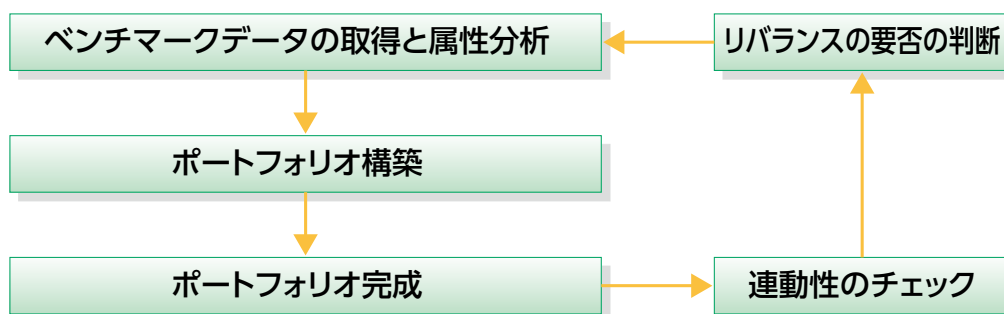 ベンチマークデータの取得と属性分析
リバランスの要否の判断
ポートフォリオ構築
ポートフォリオ完成
連動性のチェック